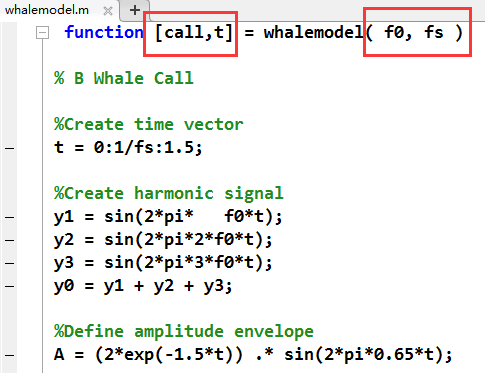 whalemodel.m
function [call,t] = whalemodel( f0, fs )
% B Whale Call
%Create time vector
t = 0:1/fs:1.5;
%Create harmonic signal
y1 = sin(2*pi*   f0*t);
y2 = sin(2*pi*2*f0*t);
y3 = sin(2*pi*3*f0*t);
y0 = y1 + y2 + y3;
%Define amplitude envelope
A = (2*exp(-1.5*t)) .* sin(2*pi*0.65*t);